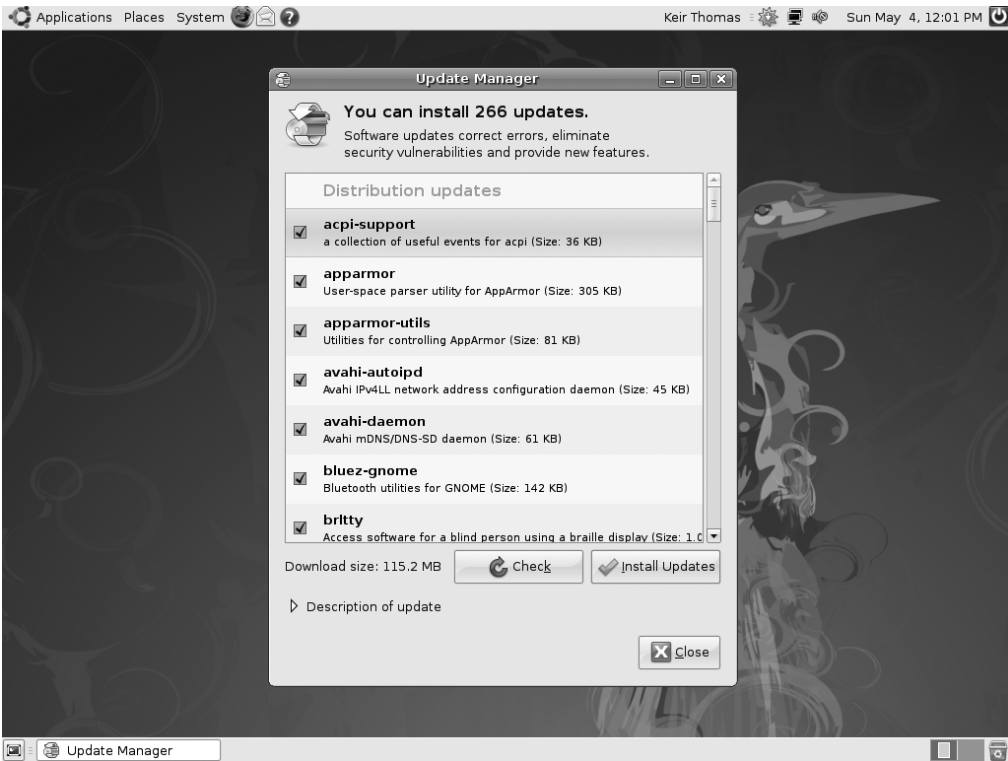 Applications Places System Keir Thomas Sun May 4, 12:01 PM
Update Manager
You can install 266 updates.
Software updates correct errors, eliminate
security vulnerabilities and provide new features.
Distribution updates
acpi-support
a collection of useful events for acpi (Size: 36 KB)
apparmor
User-space parser utility for AppArmor (Size: 305 KB)
apparmor-utils
Utilities for controlling AppArmor (Size: 81 KB)
avahi-autoipd
Avahi IPv4LL network address configuration daemon (Size: 45 KB)
avahi-daemon
Avahi mDNS/DNS-SD daemon (Size: 61 KB)
bluez-gnome
Bluetooth utilities for GNOME (Size: 142 KB)
brltty
Access software for a blind person using a braille display (Size: 1.0
Download size: 115.2 MB Check Install Updates
Description of update
Close
Update Manager